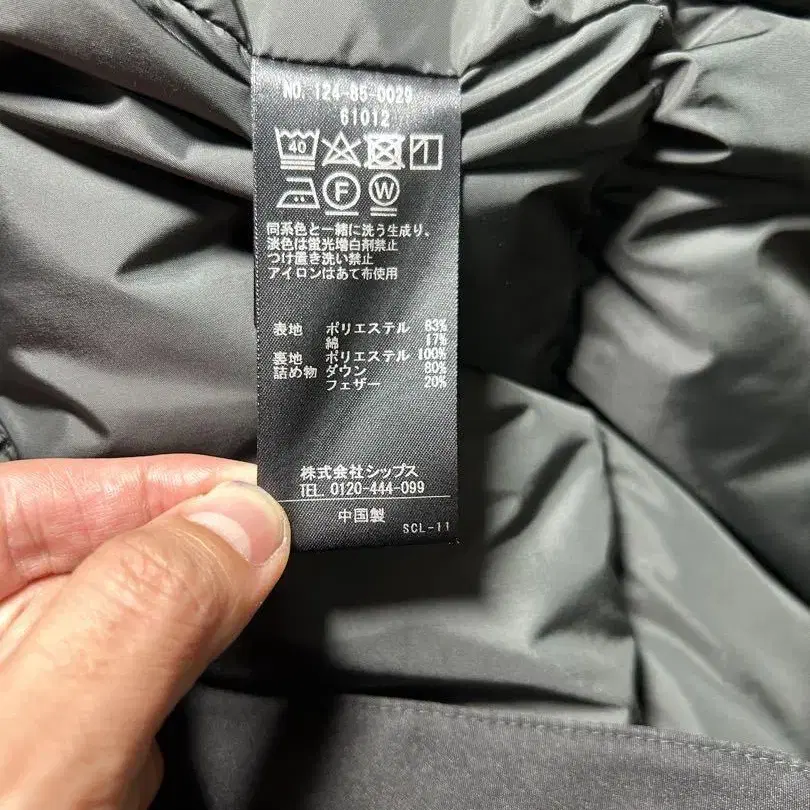 NO. 124-85-0029
61012
40
F
W
同系色と一緒に洗う生成り、
淡色は蛍光増白剤禁止
つけ置き洗い禁止
アイロンはあて布使用
表地 ポリエステル 83%
綿 17%
裏地 ポリエステル 100%
詰め物 ダウン 80%
フェザー 20%
株式会社シップス
TEL. 0120-444-099
中国製
SCL-11